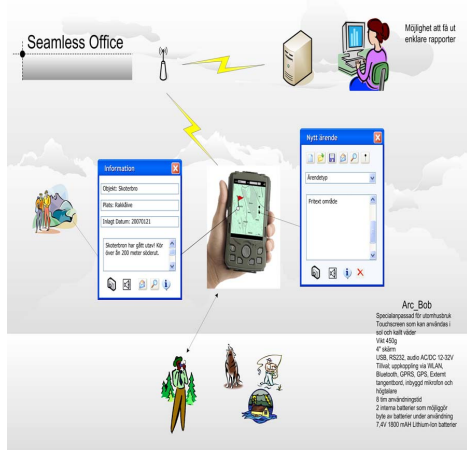 Seamless Office
Möjlighet att få ut
enklare rapporter
Information
Objekt: Skoterbro
Plats: Rakkålive
Inlagt Datum: 20070121
Skoterbron har gått utav! Kör
över ån 200 meter söderut.
Nytt ärende
Ärendetyp
Fritext område
Arc_Bob
Specialanpassad för utomhusbruk
Touchscreen som kan användas i
sol och kallt väder
Vikt 450g
4" skärm
USB, RS232, audio AC/DC 12-32V
Tillval; uppkoppling via WLAN,
Bluetooth, GPRS, GPS, Externt
tangentbord, inbyggd mikrofon och
högtalare
8 tim användningstid
2 interna batterier som möjliggör
byte av batterier under användning
7,4V 1800 mAH Lithium-Ion batterier